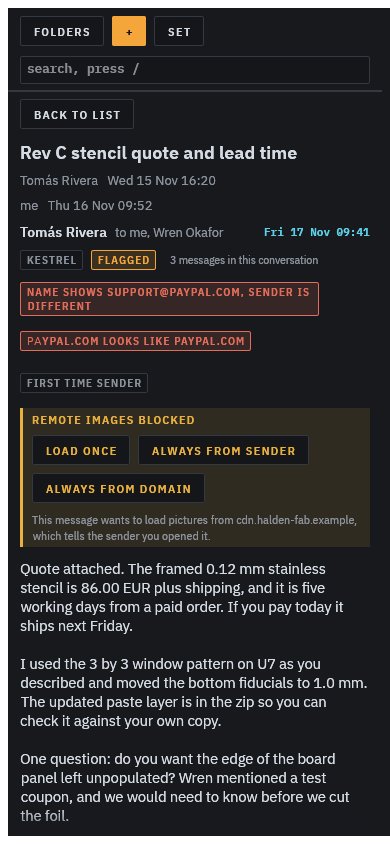 FOLDERS
+
SET
search, press /
BACK TO LIST
Rev C stencil quote and lead time
Tomás Rivera Wed 15 Nov 16:20
me Thu 16 Nov 09:52
Tomás Rivera to me, Wren Okafor Fri 17 Nov 09:41
KESTREL FLAGGED 3 messages in this conversation
NAME SHOWS SUPPORT@PAYPAL.COM, SENDER IS
DIFFERENT
PAYPAL.COM LOOKS LIKE PAYPAL.COM
FIRST TIME SENDER
REMOTE IMAGES BLOCKED
LOAD ONCE
ALWAYS FROM SENDER
ALWAYS FROM DOMAIN
This message wants to load pictures from cdn.halden-fab.example,
which tells the sender you opened it.
Quote attached. The framed 0.12 mm stainless
stencil is 86.00 EUR plus shipping, and it is five
working days from a paid order. If you pay today it
ships next Friday.
I used the 3 by 3 window pattern on U7 as you
described and moved the bottom fiducials to 1.0 mm.
The updated paste layer is in the zip so you can
check it against your own copy.
One question: do you want the edge of the board
panel left unpopulated? Wren mentioned a test
coupon, and we would need to know before we cut
the foil.